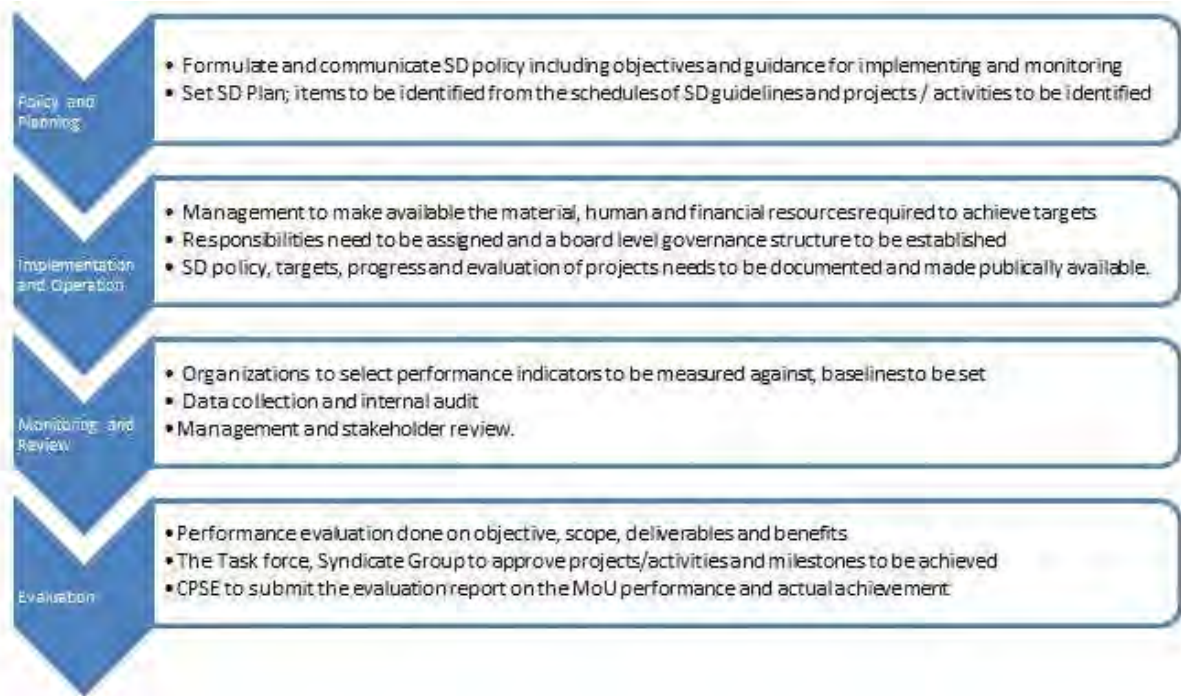 Policy and
Planning
• Formulate and communicate SD policy including objectives and guidance for implementing and monitoring
• Set SD Plan; items to be identified from the schedules of SD guidelines and projects / activities to be identified
Implementation
and Operation
• Management to make available the material, human and financial resources required to achieve targets
• Responsibilities need to be assigned and a board level governance structure to be established
• SD policy, targets, progress and evaluation of projects needs to be documented and made publically available.
Monitoring and
Review
• Organizations to select performance indicators to be measured against, baselines to be set
• Data collection and internal audit
• Management and stakeholder review.
Evaluation
• Performance evaluation done on objective, scope, deliverables and benefits
• The Task force, Syndicate Group to approve projects/activities and milestones to be achieved
• CPSE to submit the evaluation report on the MoU performance and actual achievement